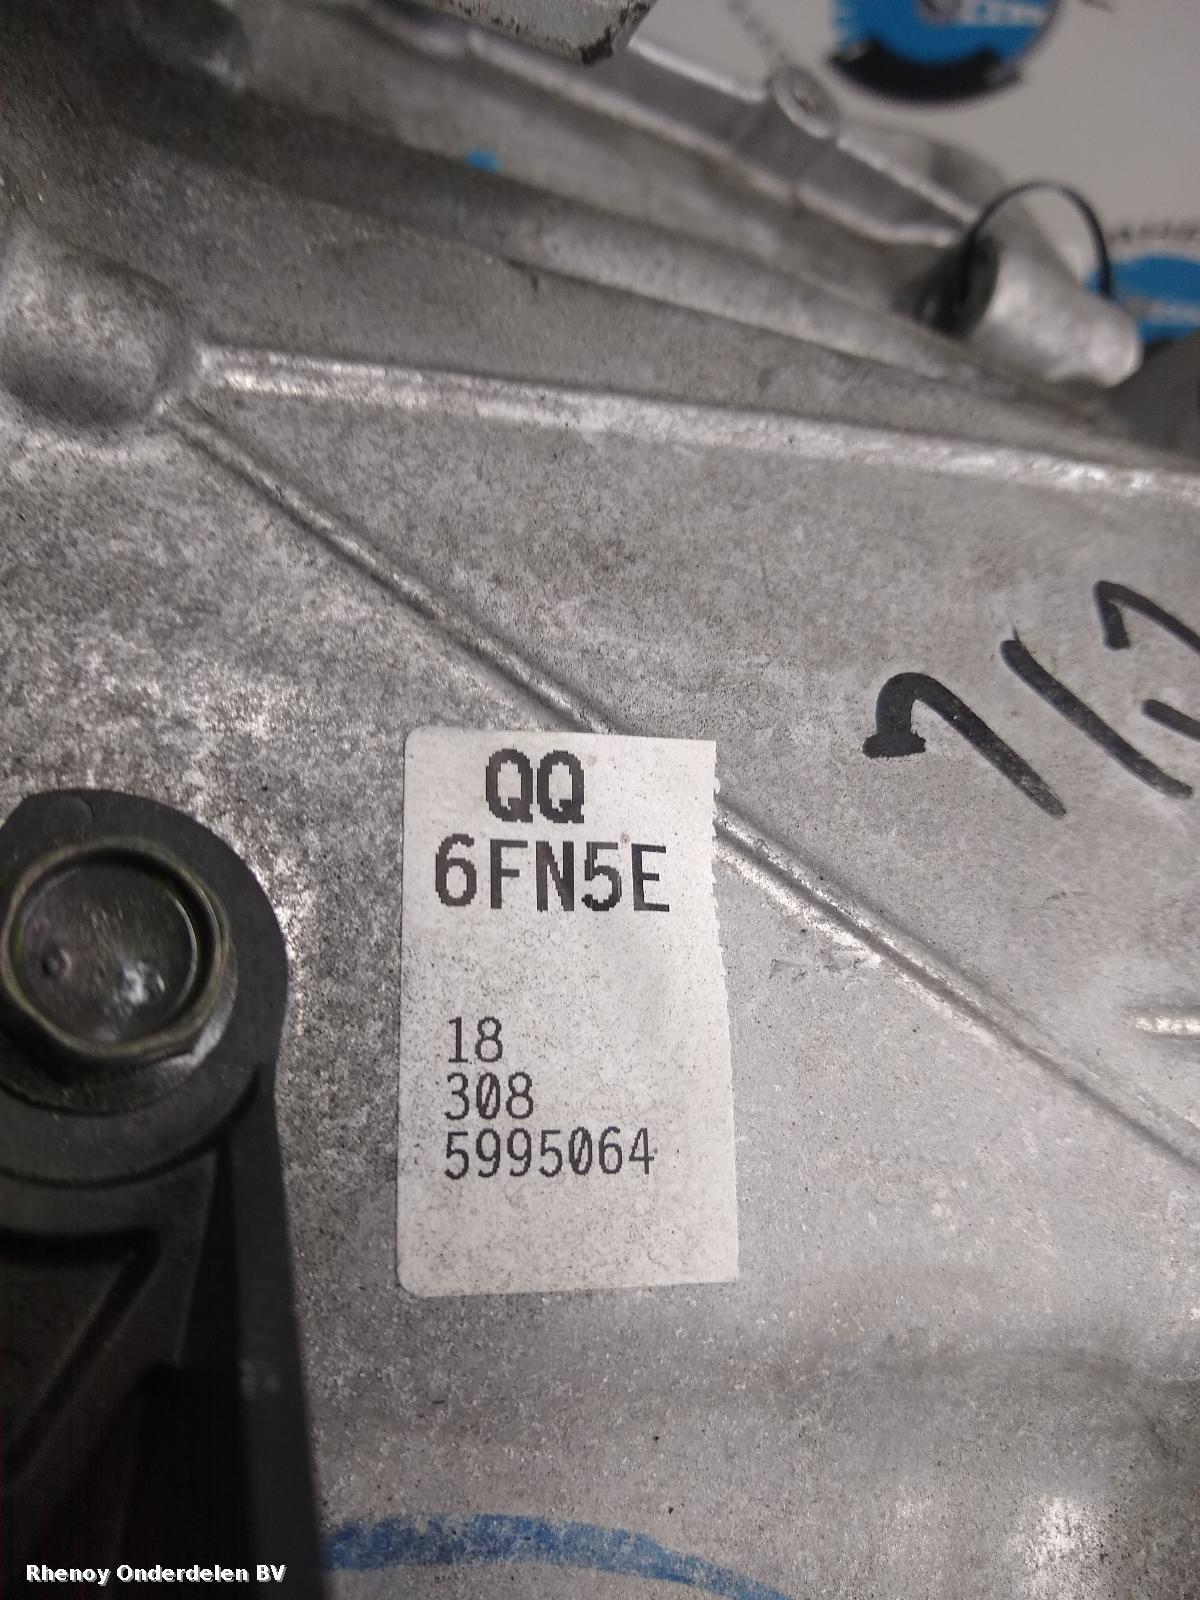 QQ
6FN5E
18
308
5995064
Rhenoy Onderdelen BV